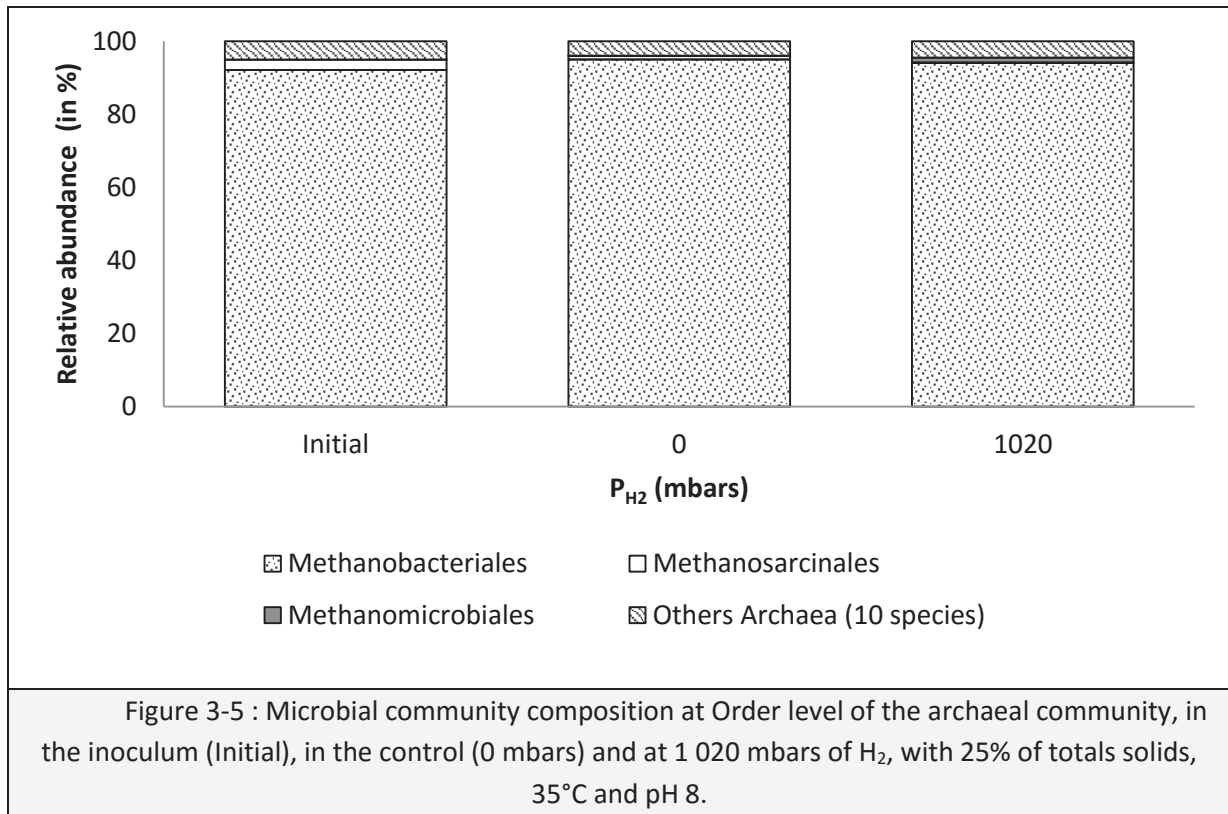 100
80
60
40
20
0
Relative abundance (in %)
Initial
0
1020
P_H2 (mbars)
Methanobacteriales
Methanosarcinales
Methanomicrobiales
Others Archaea (10 species)
Figure 3-5 : Microbial community composition at Order level of the archaeal community, in
the inoculum (Initial), in the control (0 mbars) and at 1 020 mbars of H₂, with 25% of totals solids,
35°C and pH 8.